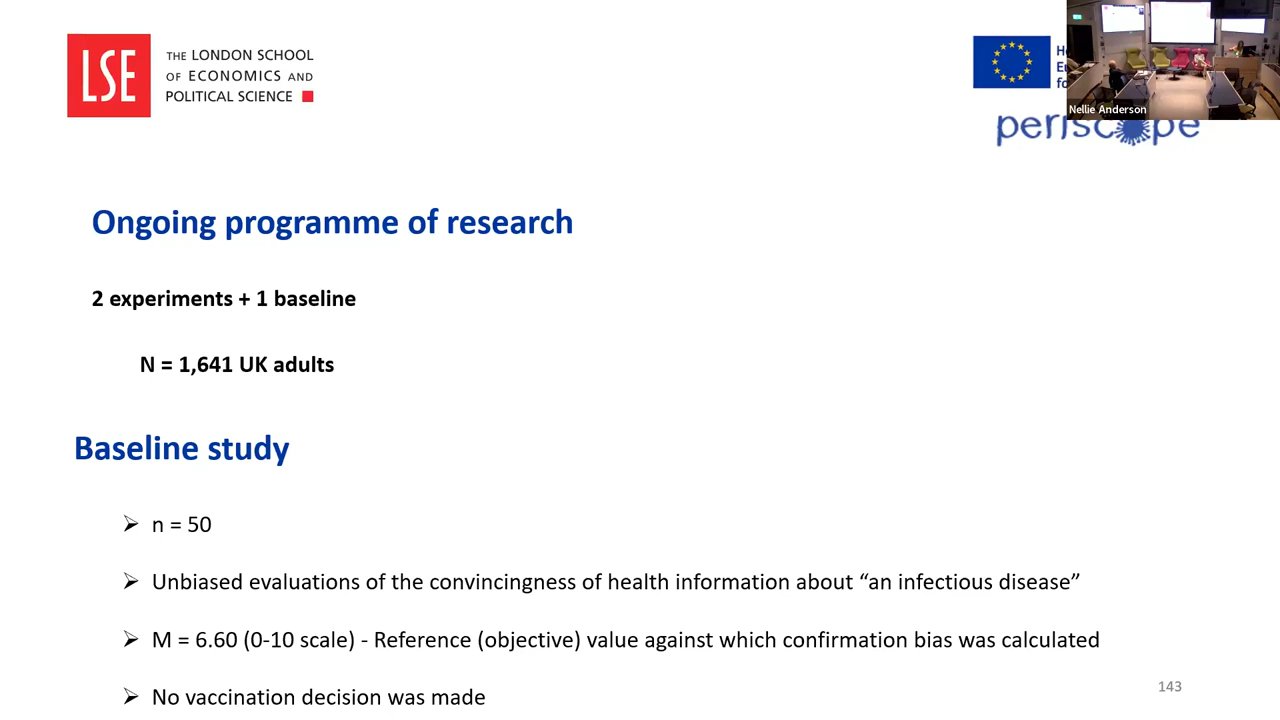 LSE
THE LONDON SCHOOL
OF ECONOMICS AND
POLITICAL SCIENCE
Nellie Anderson
periscope
Ongoing programme of research
2 experiments + 1 baseline
N = 1,641 UK adults
Baseline study
➢ n = 50
➢ Unbiased evaluations of the convincingness of health information about “an infectious disease”
➢ M = 6.60 (0-10 scale) - Reference (objective) value against which confirmation bias was calculated
➢ No vaccination decision was made
143